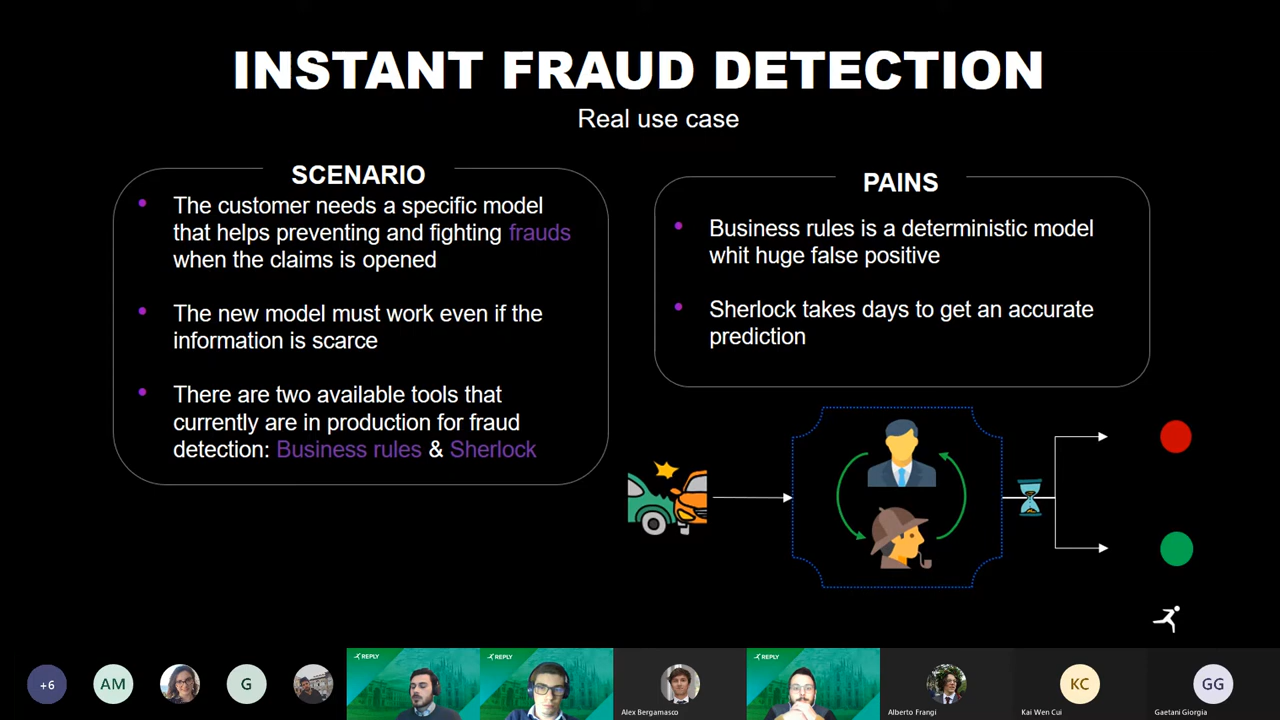 INSTANT FRAUD DETECTION
Real use case
SCENARIO
The customer needs a specific model
that helps preventing and fighting frauds
when the claims is opened
The new model must work even if the
information is scarce
There are two available tools that
currently are in production for fraud
detection: Business rules & Sherlock
PAINS
Business rules is a deterministic model
whit huge false positive
Sherlock takes days to get an accurate
prediction
+6
AM
G
REPLY
REPLY
Alex Bergamasco
REPLY
Alberto Frangi
KC
Kai Wen Cui
GG
Gaetani Giorgia